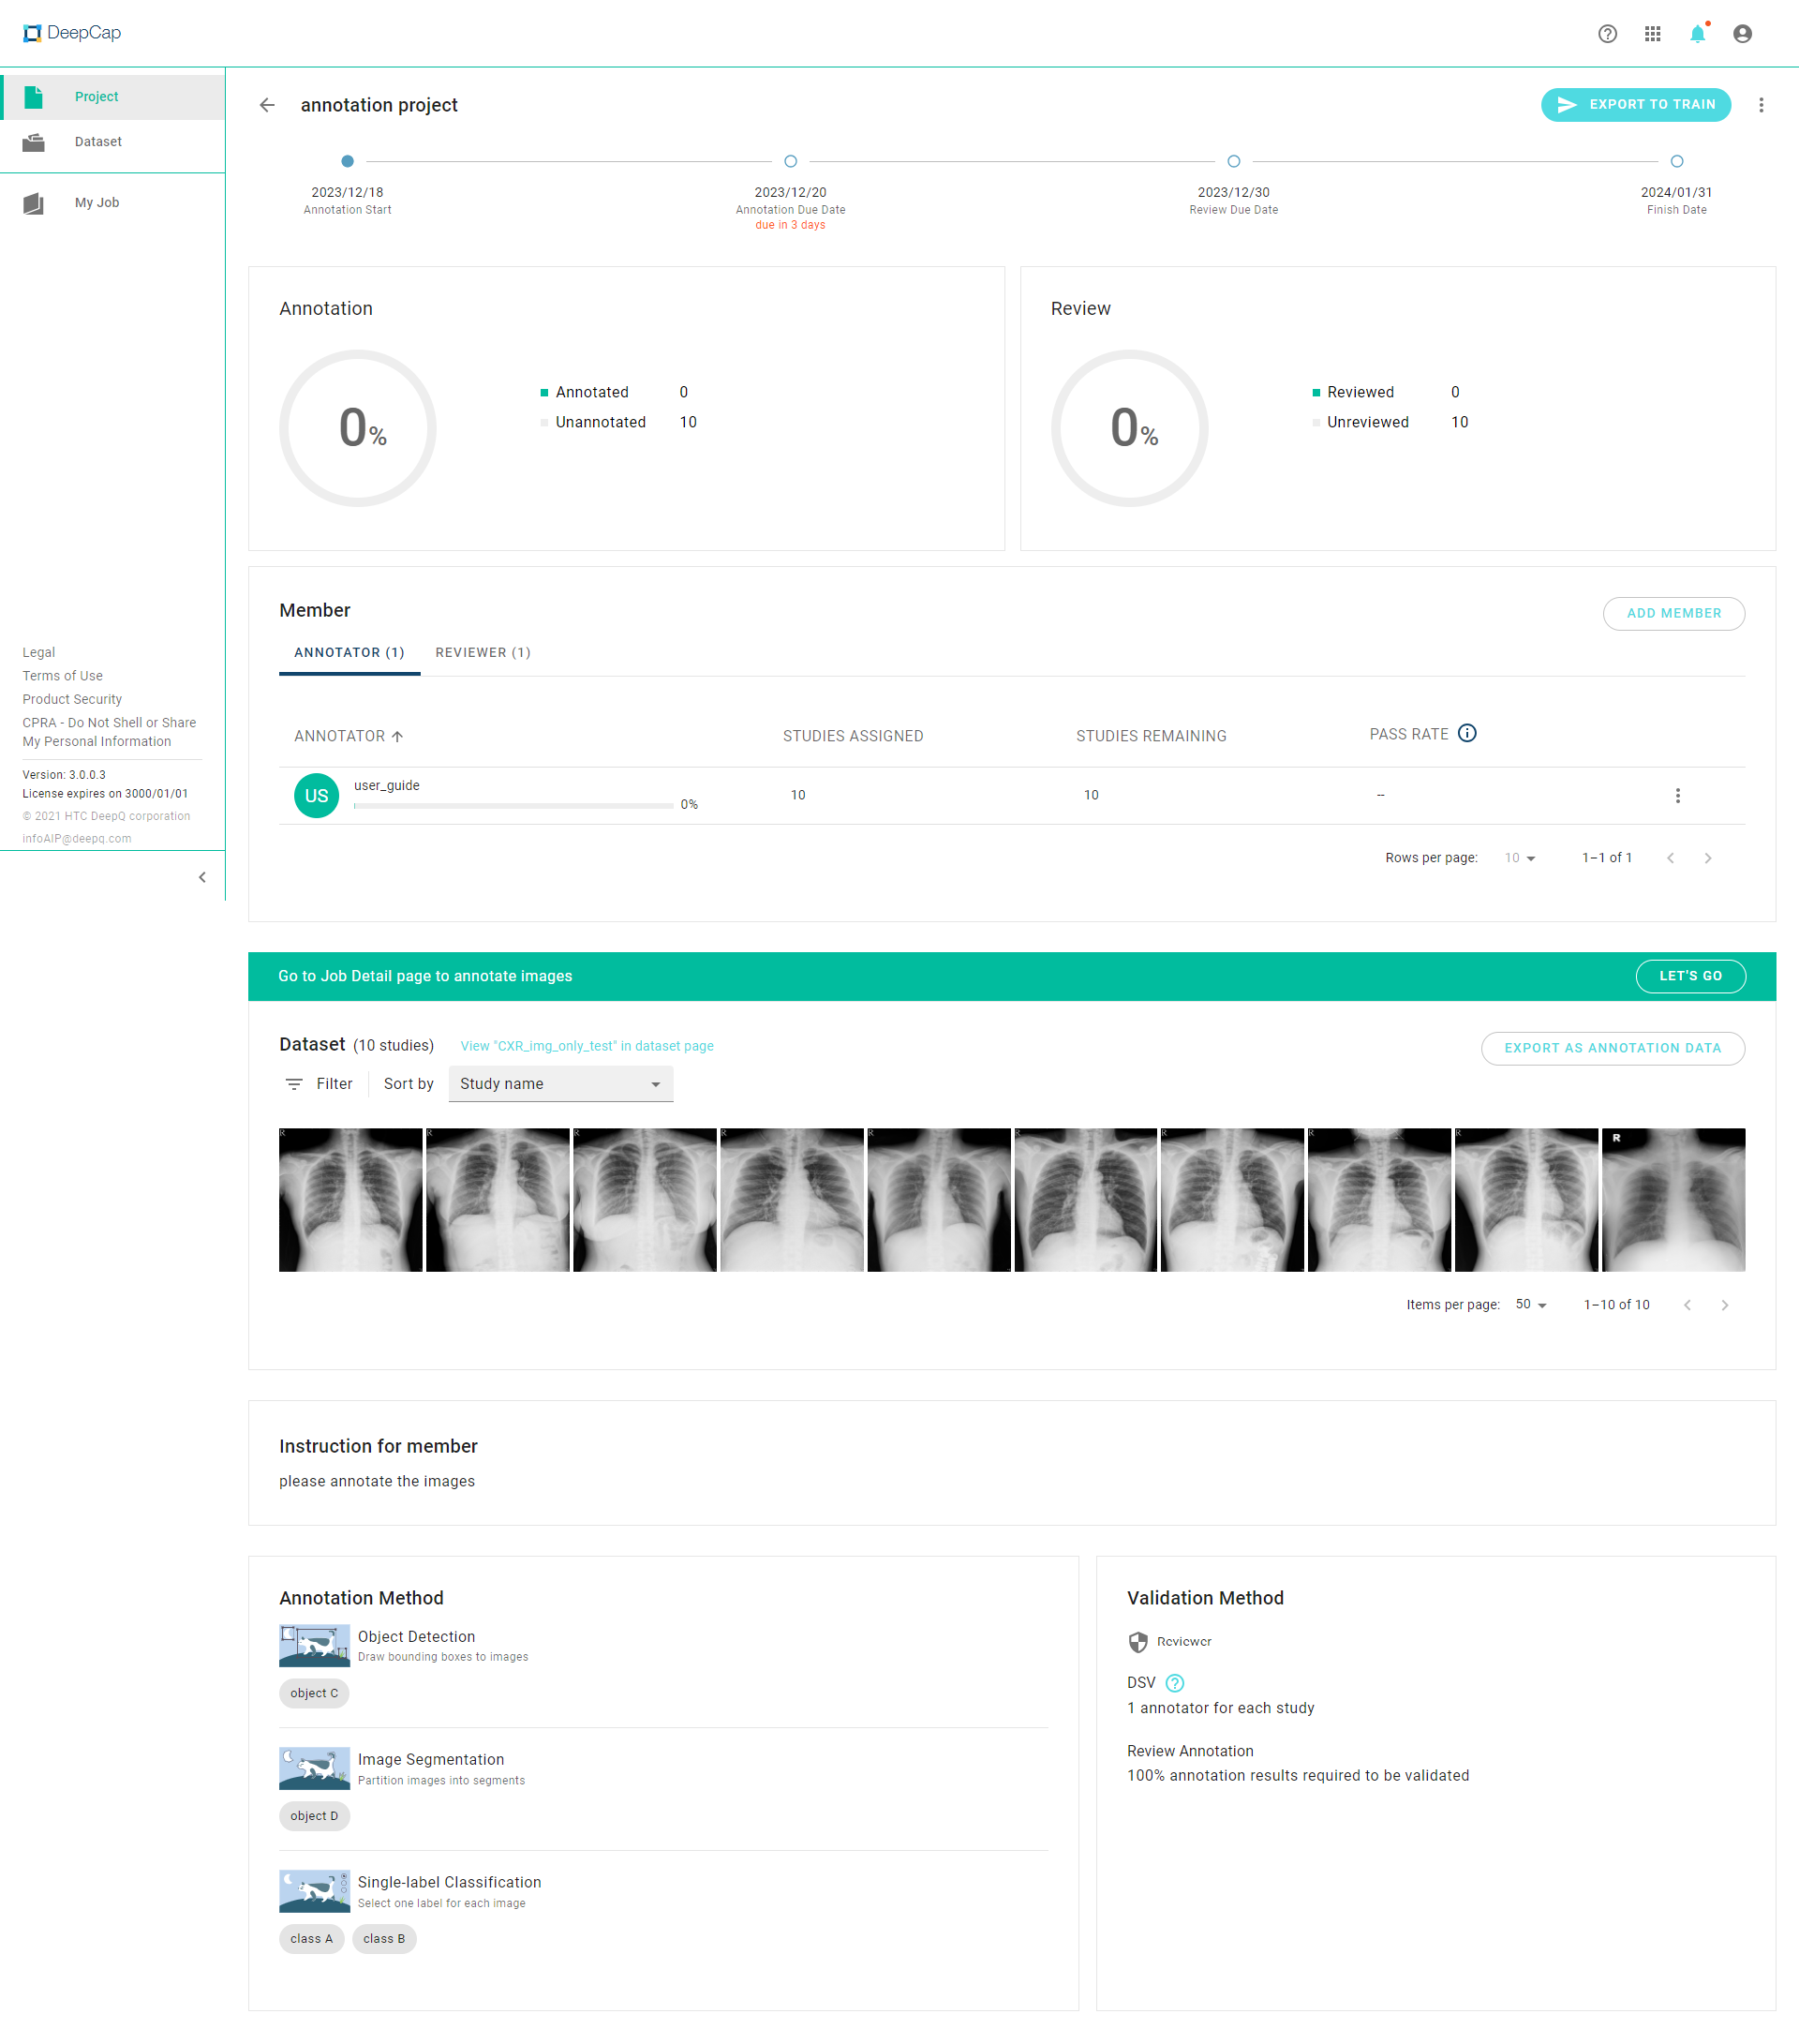 DeepCap
Project
Dataset
My Job
Legal
Terms of Use
Product Security
CPRA - Do Not Shell or Share
My Personal Information
Version: 3.0.0.3
License expires on 3000/01/01
© 2021 HTC DeepQ corporation
infoAIP@deepq.com
annotation project
EXPORT TO TRAIN
2023/12/18
Annotation Start
2023/12/20
Annotation Due Date
due in 3 days
2023/12/30
Review Due Date
2024/01/31
Finish Date
Annotation
0%
Annotated 0
Unannotated 10
Review
0%
Reviewed 0
Unreviewed 10
Member
ADD MEMBER
ANNOTATOR (1) REVIEWER (1)
ANNOTATOR STUDIES ASSIGNED STUDIES REMAINING PASS RATE
US user_guide 0% 10 10 --
Rows per page: 10 1–1 of 1
Go to Job Detail page to annotate images LET'S GO
Dataset (10 studies) View "CXR_img_only_test" in dataset page
EXPORT AS ANNOTATION DATA
Filter Sort by Study name
R R R R R R R R R R
Items per page: 50 1–10 of 10
Instruction for member
please annotate the images
Annotation Method
Object Detection
Draw bounding boxes to images
object C
Image Segmentation
Partition images into segments
object D
Single-label Classification
Select one label for each image
class A class B
Validation Method
Reviewer
DSV
1 annotator for each study
Review Annotation
100% annotation results required to be validated